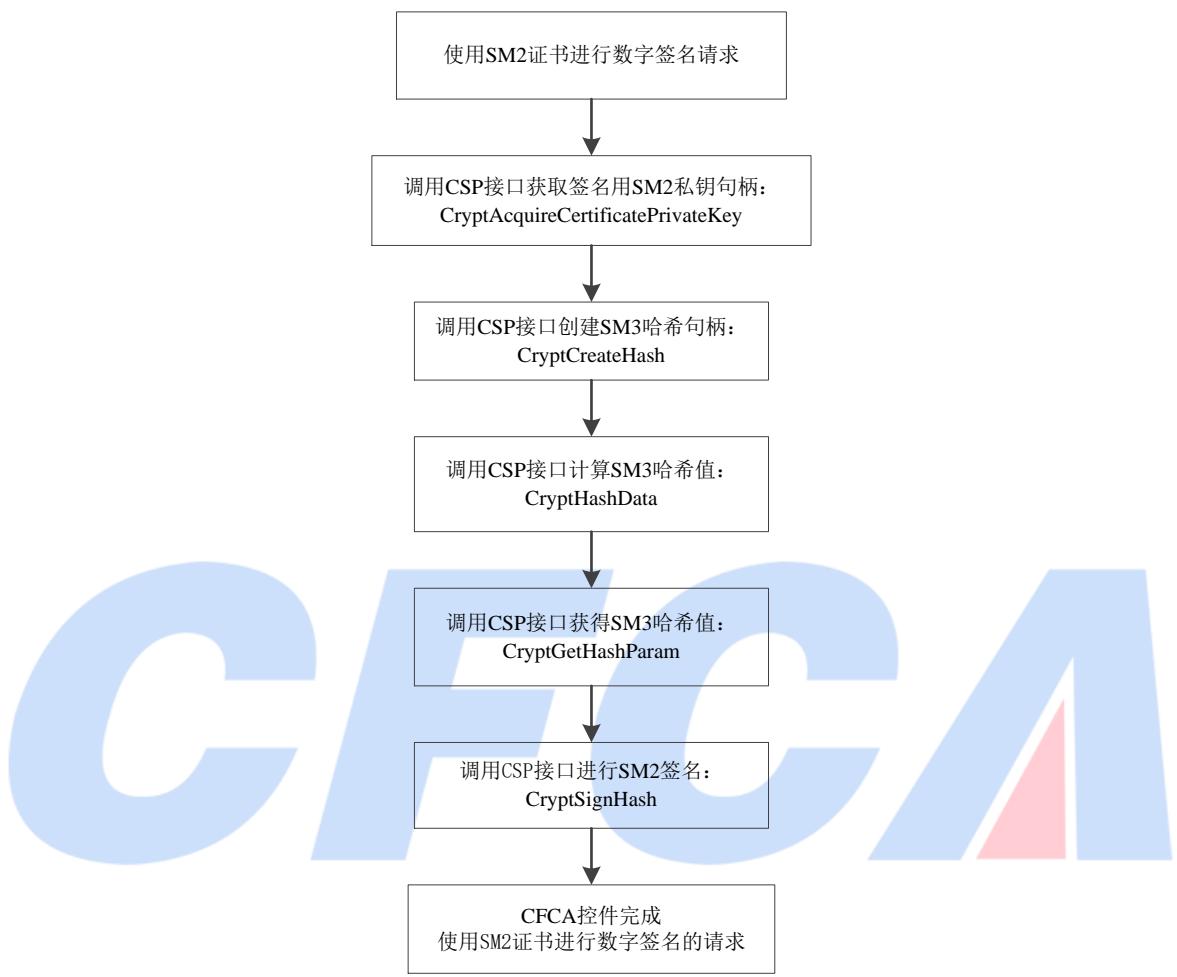 使用SM2证书进行数字签名请求
调用CSP接口获取签名用SM2私钥句柄：
CryptAcquireCertificatePrivateKey
调用CSP接口创建SM3哈希句柄：
CryptCreateHash
调用CSP接口计算SM3哈希值：
CryptHashData
调用CSP接口获得SM3哈希值：
CryptGetHashParam
调用CSP接口进行SM2签名：
CryptSignHash
CFCA控件完成
使用SM2证书进行数字签名的请求
CFCA